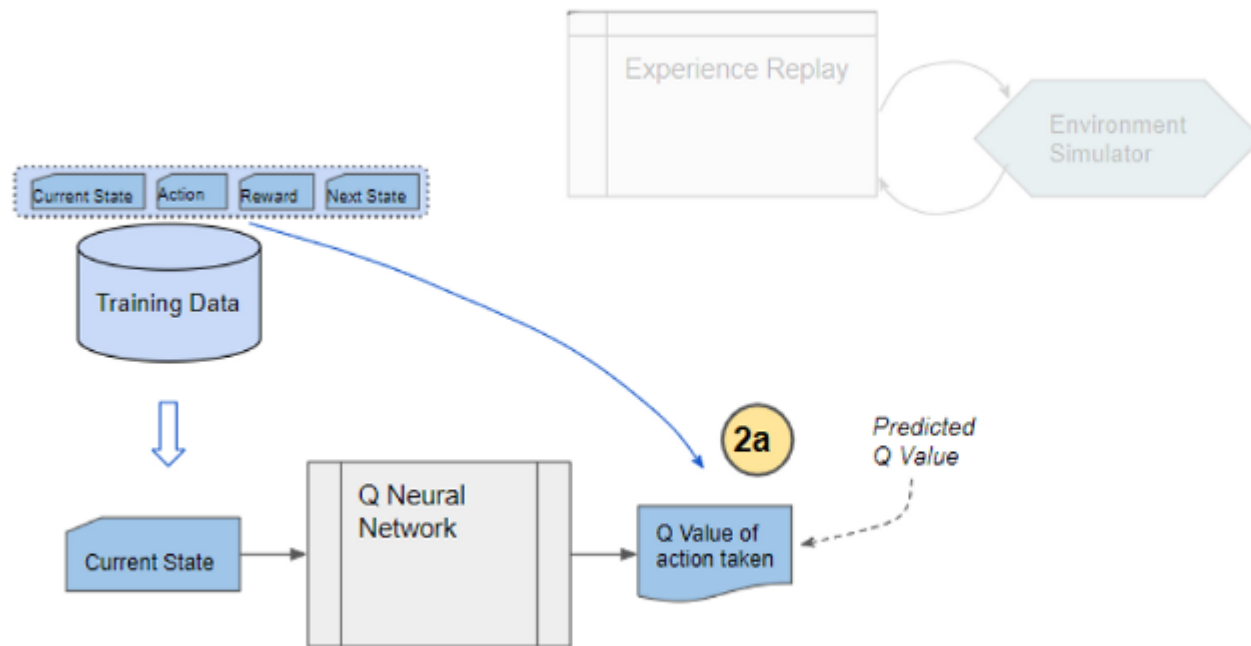 Experience Replay
Environment
Simulator
Current State
Action
Reward
Next State
Training Data
2a
Predicted
Q Value
Q Neural
Network
Q Value of
action taken
Current State